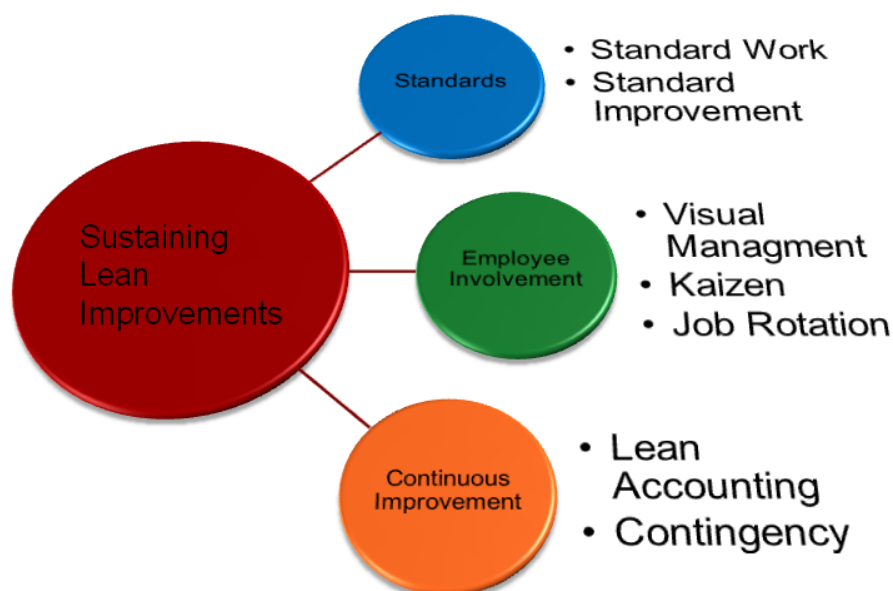 Sustaining
Lean
Improvements
Standards
• Standard Work
• Standard
Improvement
Employee
Involvement
• Visual
Managment
• Kaizen
• Job Rotation
Continuous
Improvement
• Lean
Accounting
• Contingency